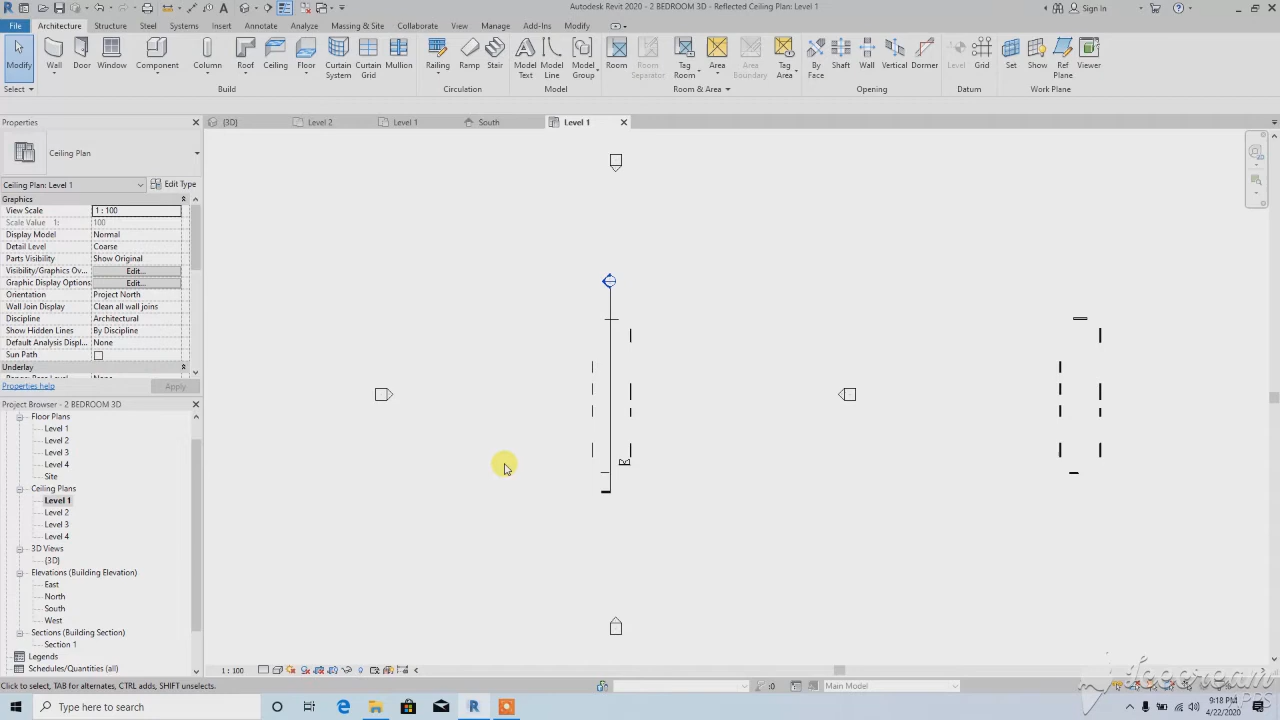 Autodesk Revit 2020 - 2 BEDROOM 3D - Reflected Ceiling Plan: Level 1
Sign In
File Architecture Structure Steel Systems Insert Annotate Analyze Massing & Site Collaborate View Manage Add-Ins Modify
Modify Wall Door Window Component Column Roof Ceiling Floor Curtain System Curtain Grid Mullion Railing Ramp Stair Model Text Model Line Model Group Room Room Separator Tag Room Area Area Boundary Tag Area By Face Shaft Wall Vertical Dormer Level Grid Set Show Ref Plane Viewer
Select Build Circulation Model Room & Area Opening Datum Work Plane
Properties
{3D} Level 2 Level 1 South Level 1
Ceiling Plan
Ceiling Plan: Level 1 Edit Type
Graphics
View Scale 1 : 100
Scale Value 1: 100
Display Model Normal
Detail Level Coarse
Parts Visibility Show Original
Visibility/Graphics Ov... Edit...
Graphic Display Options Edit...
Orientation Project North
Wall Join Display Clean all wall joins
Discipline Architectural
Show Hidden Lines By Discipline
Default Analysis Displ... None
Sun Path
Underlay
Properties help Apply
Project Browser - 2 BEDROOM 3D
Floor Plans
Level 1
Level 2
Level 3
Level 4
Site
Ceiling Plans
Level 1
Level 2
Level 3
Level 4
3D Views
{3D}
Elevations (Building Elevation)
East
North
South
West
Sections (Building Section)
Section 1
Legends
Schedules/Quantities (all)
1 : 100
Click to select, TAB for alternates, CTRL adds, SHIFT unselects.
:0 Main Model
Type here to search
9:18 PM
4/22/2020